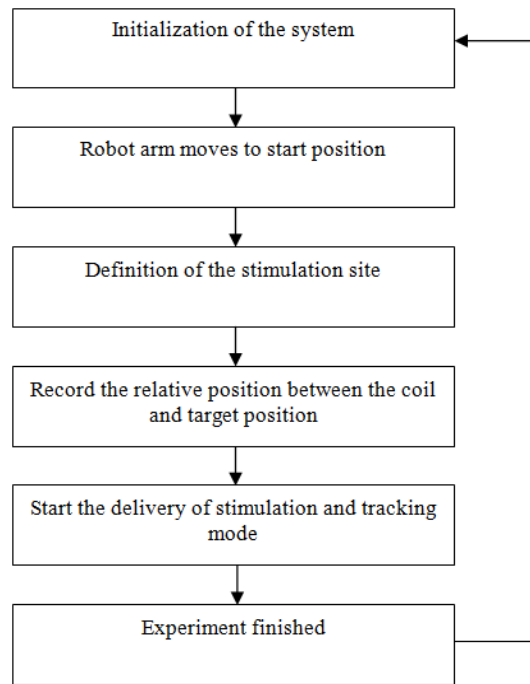 Initialization of the system
Robot arm moves to start position
Definition of the stimulation site
Record the relative position between the coil
and target position
Start the delivery of stimulation and tracking
mode
Experiment finished